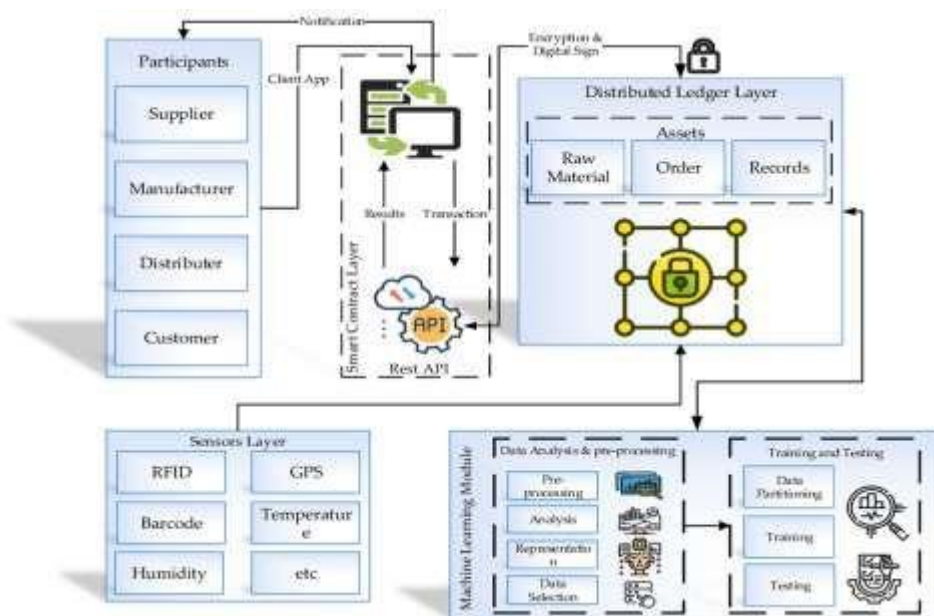 Notification
Participants
Supplier
Manufacturer
Distributer
Customer
Client App
Results
Transaction
Smart Contract Layer
API
Rest API
Encryption &
Digital Sign
Distributed Ledger Layer
Assets
Raw
Material
Order
Records
Sensors Layer
RFID
GPS
Barcode
Temperatur
e
Humidity
etc
Machine Learning Module
Data Analysis & pre-processing
Pre-
processing
Analysis
Representatio
n
Data
Selection
Training and Testing
Data
Partitioning
Training
Testing